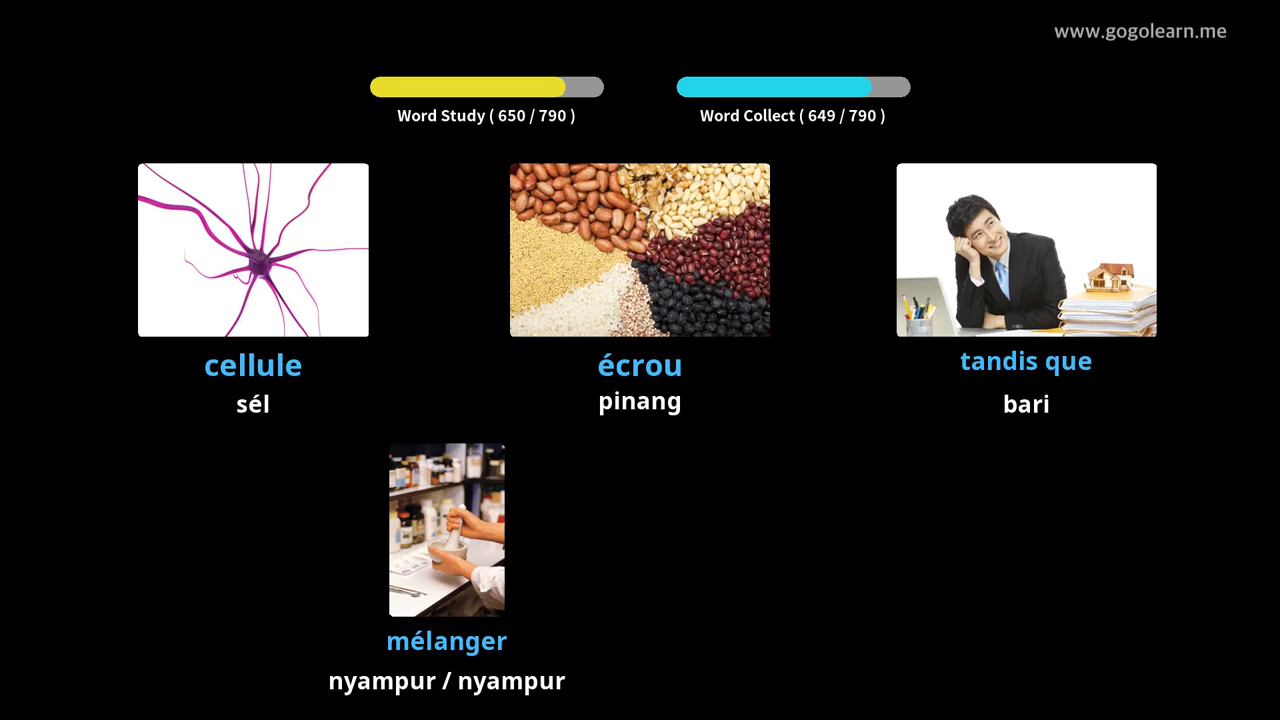 www.gogolearn.me
Word Study ( 650 / 790 )
Word Collect ( 649 / 790 )
cellule
sél
écrou
pinang
tandis que
bari
mélanger
nyampur / nyampur